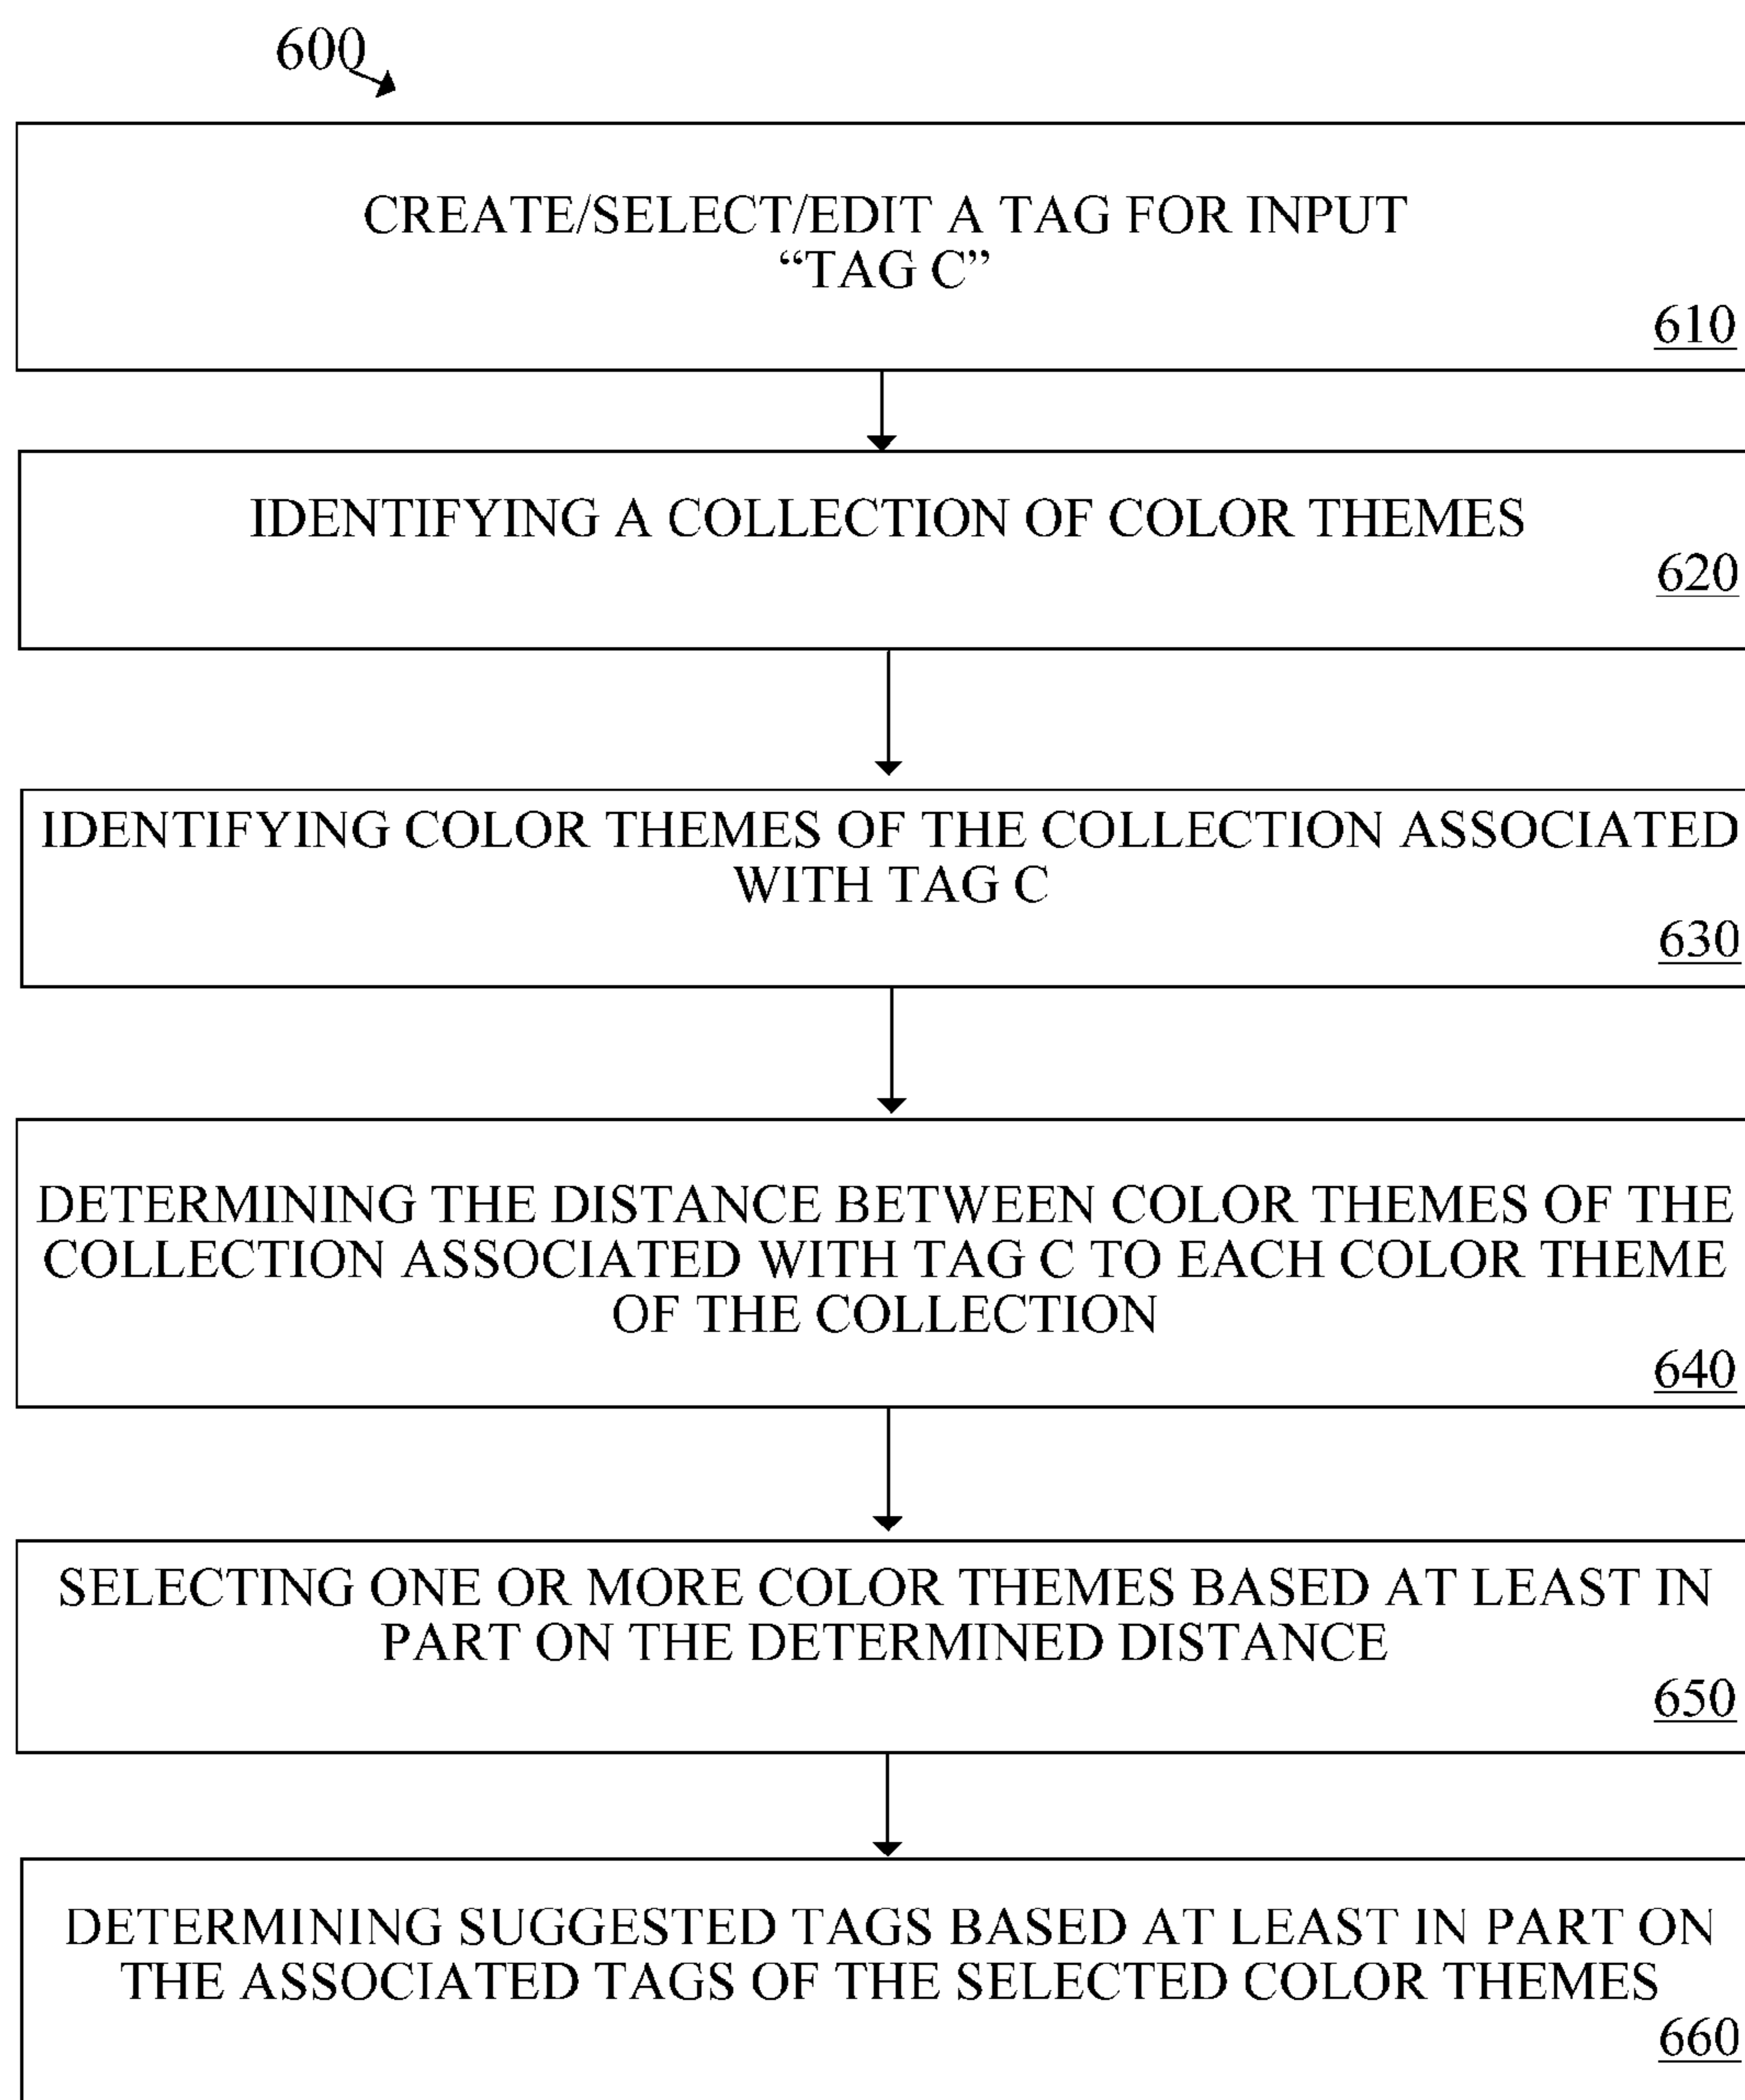 600
CREATE/SELECT/EDIT A TAG FOR INPUT
“TAG C”
610
IDENTIFYING A COLLECTION OF COLOR THEMES
620
IDENTIFYING COLOR THEMES OF THE COLLECTION ASSOCIATED
WITH TAG C
630
DETERMINING THE DISTANCE BETWEEN COLOR THEMES OF THE
COLLECTION ASSOCIATED WITH TAG C TO EACH COLOR THEME
OF THE COLLECTION
640
SELECTING ONE OR MORE COLOR THEMES BASED AT LEAST IN
PART ON THE DETERMINED DISTANCE
650
DETERMINING SUGGESTED TAGS BASED AT LEAST IN PART ON
THE ASSOCIATED TAGS OF THE SELECTED COLOR THEMES
660